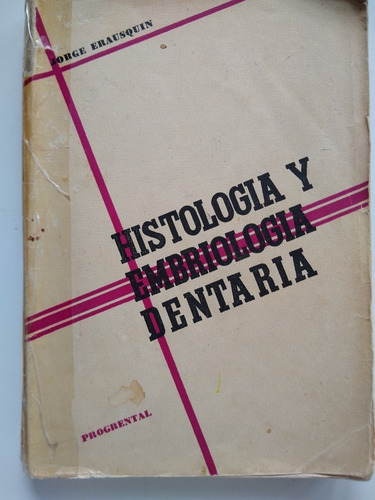 JORGE ERAUSQUIN
HISTOLOGIA Y
EMBRIOLOGIA
DENTARIA
PROGRENTAL